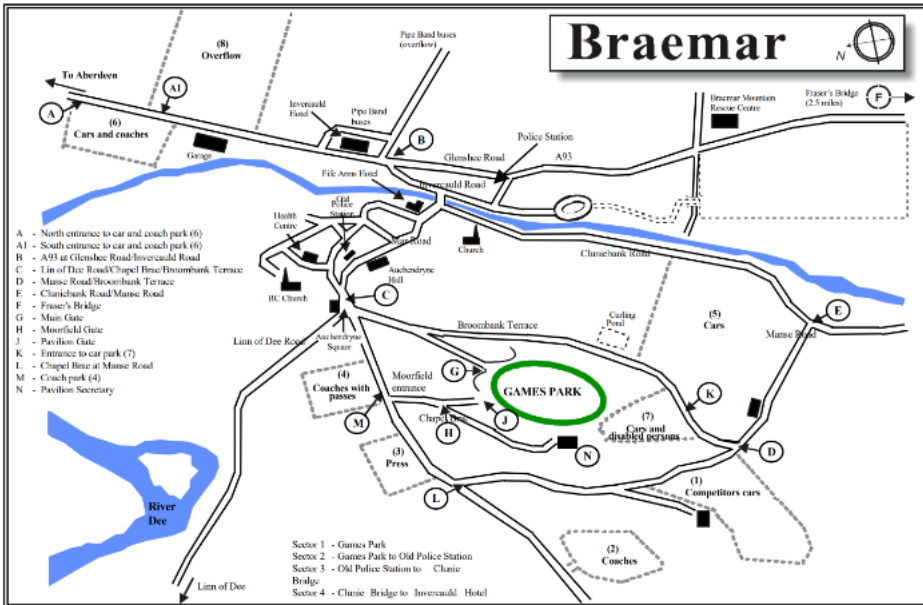 Braemar
N
(8)
Overflow
Pipe Band buses
(overflow)
To Aberdeen
A1
A
(6)
Cars and coaches
Invercauld
Hotel
Pipe Band
buses
B
Police Station
Braemar Mountain
Rescue Centre
Fraser's Bridge
(2.5 miles)
F
Garage
Glenshee Road
A93
Fife Arms Hotel
Invercauld Road
Old
Police
Station
Health
Centre
Mar Road
Church
Cluniebank Road
Auchendryne
Hall
RC Church
C
A - North entrance to car and coach park (6)
A1 - South entrance to car and coach park (6)
B - A93 at Glenshee Road/Invercauld Road
C - Lin of Dee Road/Chapel Brae/Broombank Terrace
D - Manse Road/Broombank Terrace
E - Cluniebank Road/Manse Road
F - Fraser's Bridge
G - Main Gate
H - Moorfield Gate
J - Pavilion Gate
K - Entrance to car park (7)
L - Chapel Brae at Manse Road
M - Coach park (4)
N - Pavilion Secretary
Linn of Dee Road
Auchendryne
Square
Broombank Terrace
Curling
Pond
(5)
Cars
E
Manse Road
(4)
Coaches with
passes
Moorfield
entrance
G
GAMES PARK
K
M
Chapel Brae
H
J
(7)
Cars and
disabled persons
N
D
(3)
Press
L
(1)
Competitors cars
River
Dee
(2)
Coaches
Linn of Dee
Sector 1 - Games Park
Sector 2 - Games Park to Old Police Station
Sector 3 - Old Police Station to Clunie
Bridge
Sector 4 - Clunie Bridge to Invercauld Hotel